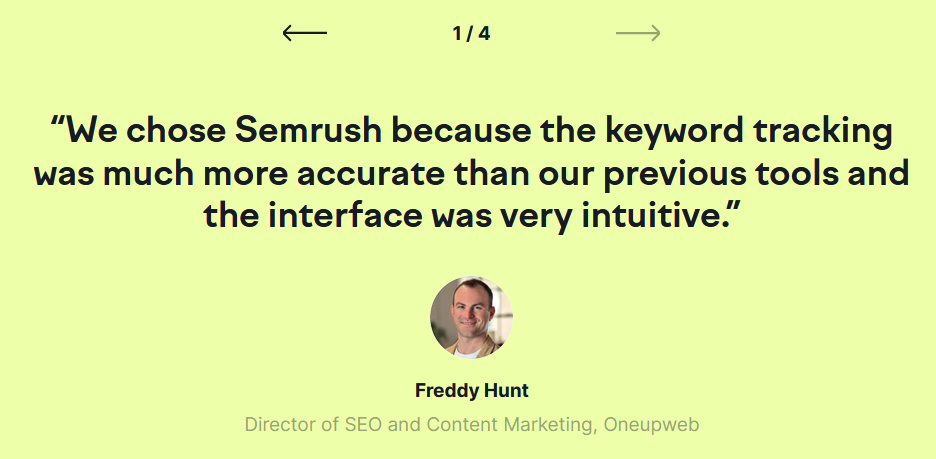 1 / 4
“We chose Semrush because the keyword tracking
was much more accurate than our previous tools and
the interface was very intuitive.”
Freddy Hunt
Director of SEO and Content Marketing, Oneupweb